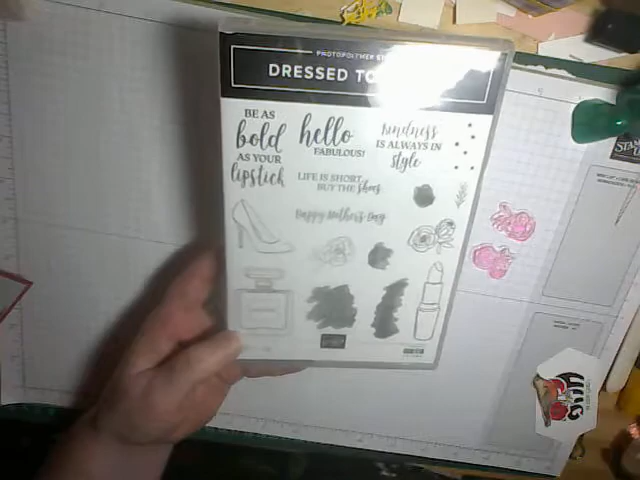 PHOTOPOLYMER
DRESSED TO
BE AS
bold
AS YOUR
lipstick
hello
FABULOUS!
kindness
IS ALWAYS IN
style
LIFE IS SHORT,
BUY THE shoes
Happy Mother's Day